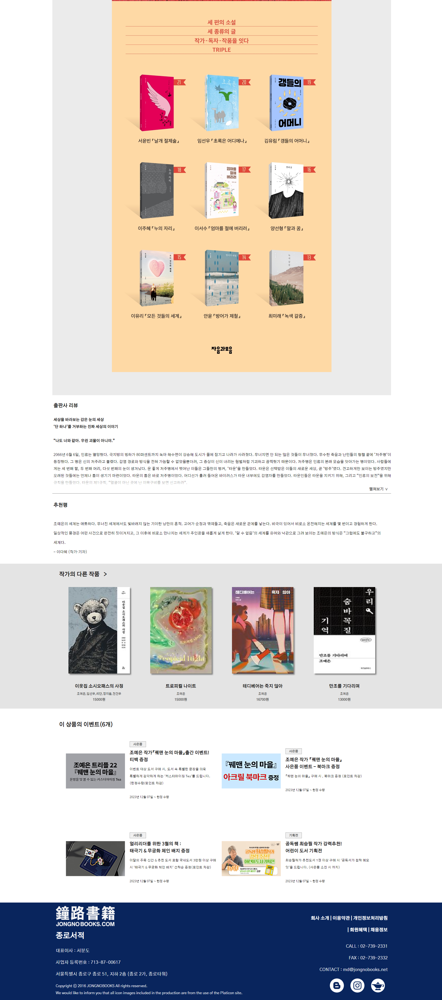 세 편의 소설
세 종류의 글
작가-독자-작품을 잇다
TRIPLE
21
20
19
초록은 어디에나
갱들의 어머니
서윤빈『날개 절제술』
임선우『초록은 어디에나』
김유림『갱들의 어머니』
18
17
16
누의 자리
엄마를
절에
버리러
말과 꿈
이주혜『누의 자리』
이서수『엄마를 절에 버리러』
양선형『말과 꿈』
15
14
13
모든 것들의 세계
방어가 제철
녹색 갈증
이유리『모든 것들의 세계』
안윤『방어가 제철』
최미래『녹색 갈증』
자음과모음
출판사 리뷰
세상을 바라보는 감은 눈의 세상
‘단 하나’를 거부하는 진짜 세상의 이야기
“나도 너와 같아. 우린 괴물이 아니야.”
2066년 6월 6일, 인류는 멸망했다. 극지방의 빙하가 80퍼센트까지 녹아 해수면이 상승해 도시가 물에 잠기고 나라가 사라졌다. 무너지면 안 되는 많은 것들이 무너졌다. 무수한 죽음과 난민들의 행렬 끝에 ‘저주병’이
등장했다. 그 병은 신의 저주라고 불렸다. 감염 경로와 방식을 전혀 가늠할 수 없었을뿐더러, 그 증상이 신이 내리는 형벌처럼 기괴하고 끔찍했기 때문이다. 저주병은 인류의 본래 모습을 앗아가는 병이었다. 사람들에
게는 세 번째 팔, 두 번째 머리, 다섯 번째의 눈이 생겨났다. 운 좋게 저주병에서 벗어난 이들은 그들만의 벙커, ‘타운’을 만들었다. 타운은 선택받은 이들의 새로운 세상, 곧 ‘방주’였다. 견고하게만 보이는 방주였지만
오래된 것들에는 언제나 틈이 생기기 마련이었다. 타운의 틈은 바로 저주병이었다. 어디선가 흘러 들어온 바이러스가 타운 내부에도 감염자를 만들었다. 타운인들은 타운을 지키기 위해, 그리고 “인류의 보전”을 위해
규칙을 만들었다. 타운의 제1규칙, “얼굴이 아닌 곳에 난 이목구비를 보면 신고하라”.
펼쳐보기 ∨
추천평
조예은의 세계는 애틋하다. 무너진 세계에서도 빛바래지 않는 기이한 낭만의 흔적. 고어가 순정과 엮여들고, 죽음은 새로운 관계를 낳는다. 비극이 있어서 비로소 온전해지는 세계를 몇 번이고 경험하게 한다.
일상적인 풍경은 어떤 사건으로 완전히 짓이겨지고, 그 이후에 비로소 만나지는 세계가 주인공을 새롭게 살게 한다. ‘알 수 없음’의 세계를 유머와 낙관으로 그려 보이는 조예은의 방식은 “그럼에도 불구하고”의
세계다.
- 이다혜 (작가·기자)
작가의 다른 작품 >
이웃집 소시오패스의 사정
&
트로피컬 나이트
Tropical Night
테디베어는 죽지 않아
우리
숨바꼭질
기억
만조를 기다리며
조예은
이웃집 소시오패스의 사정
트로피컬 나이트
테디베어는 죽지 않아
만조를 기다리며
조예은,임선우,리단,정지음,전건우
조예은
조예은
조예은
15000원
15000원
16700원
13000원
이 상품의 이벤트(6개)
조예은 트리플 22
『꿰맨 눈의 마을』
문장을 맛 볼 수 있는 커스터마이징 Tea
사은품
조예은 작가『꿰맨 눈의 마을』출간 이벤트!
티백 증정
이벤트 대상 도서 구매 시, 도서 속 특별한 문장을 더욱
특별하게 감각하게 하는 ‘커스터마이징 Tea’를 드립니다.
(한정수량/포인트 차감)
2023년 12월 07일 ~ 한정 수량
『꿰맨 눈의 마을』
아크릴 북마크 증정
사은품
조예은 작가 『꿰맨 눈의 마을』
사은품 이벤트 - 북마크 증정
『꿰맨 눈의 마을』 구매 시 , 북마크 증정 (포인트 차감)
2023년 12월 07일 ~ 한정 수량
사은품
얼리리더를 위한 3월의 책 :
태극기 & 무궁화 체인 배지 증정
이달의 주목 신간 & 추천 도서 포함 국내도서 3만원 이상 구매
시 ‘태극기 & 무궁화 체인 배지’ 선착순 증정(포인트 차감)
2023년 12월 07일 ~ 한정 수량
공독쌤 최승필작가
강력추천!
어린이 도서 기획전
기획전
공독쌤 최승필 작가 강력추천!
어린이 도서 기획전
최승필작가 추천도서 1권 이상 구매 시 ‘공독서가 점착 메모
잇’을 드립니다. (사은품 소진 시 까지)
2023년 12월 07일 ~ 한정 수량
鐘路書籍
JONGNOBOOKS.COM
종로서적
대표이사 : 서분도
사업자 등록번호 : 713-87-00617
서울특별시 종로구 종로 51, 지하 2층 (종로 2가, 종로타워)
Copyright ⓒ 2016 JONGNOBOOKS All rights reserved.
We would like to inform you that all icon images included in the production are from the use of the Platicon site.
회사 소개 | 이용약관 | 개인정보처리방침
| 회원혜택 | 채용정보
CALL : 02-739-2331
FAX : 02-739-2332
CONTACT : md@jongnobooks.net